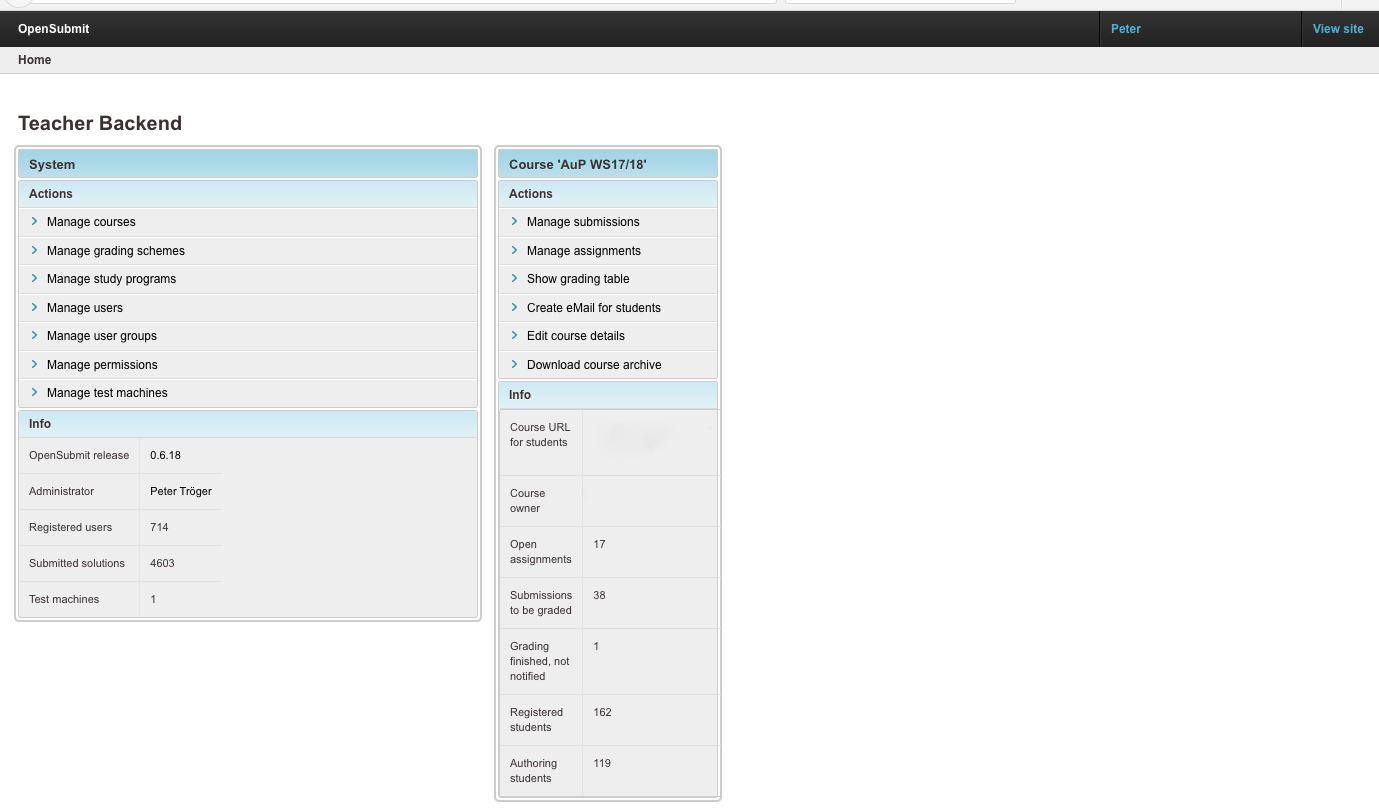 OpenSubmit
Peter
View site
Home
Teacher Backend
System
Actions
Manage courses
Manage grading schemes
Manage study programs
Manage users
Manage user groups
Manage permissions
Manage test machines
Info
OpenSubmit release 0.6.18
Administrator Peter Tröger
Registered users 714
Submitted solutions 4603
Test machines 1
Course 'AuP WS17/18'
Actions
Manage submissions
Manage assignments
Show grading table
Create eMail for students
Edit course details
Download course archive
Info
Course URL
for students
Course
owner
Open 17
assignments
Submissions 38
to be graded
Grading 1
finished, not
notified
Registered 162
students
Authoring 119
students